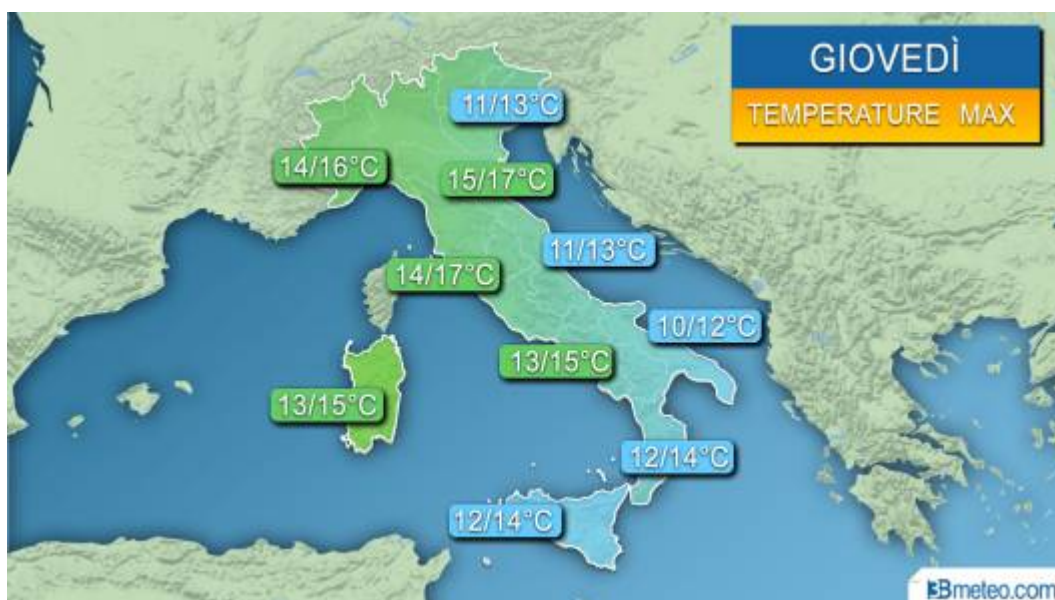 GIOVEDÌ
TEMPERATURE MAX
11/13°C
14/16°C
15/17°C
11/13°C
14/17°C
10/12°C
13/15°C
13/15°C
12/14°C
12/14°C
3Bmeteo.com